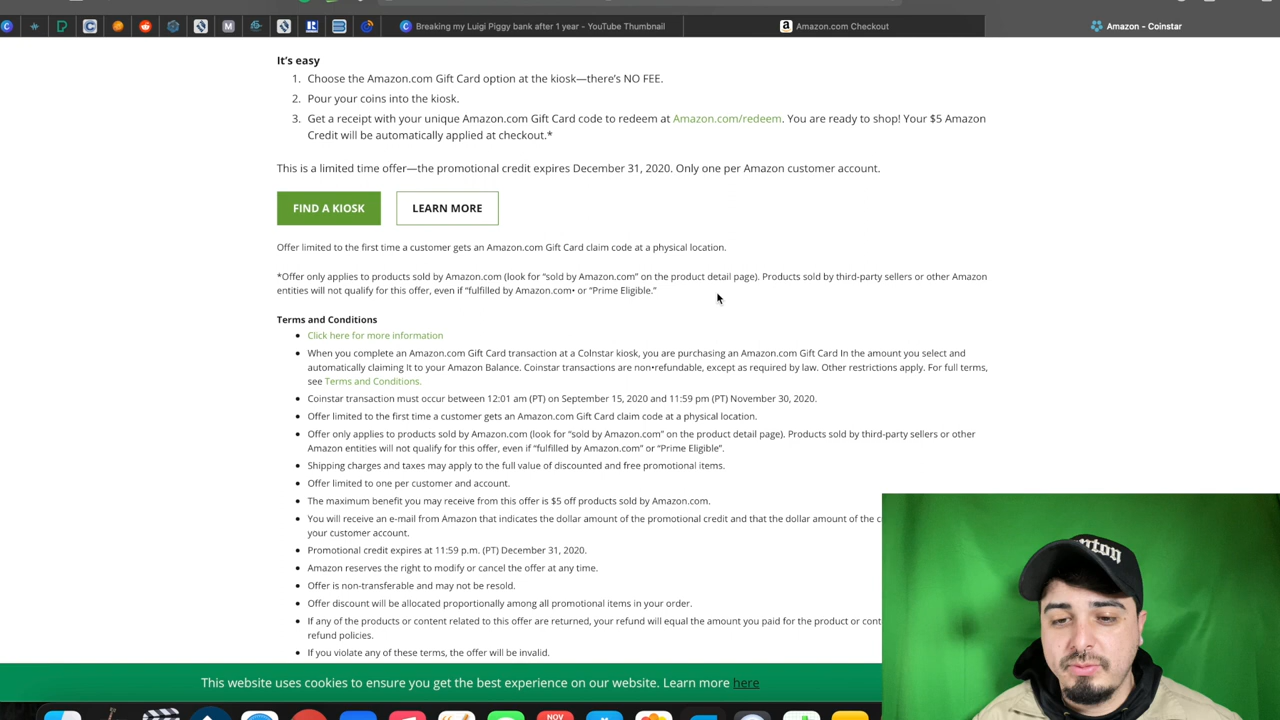 Breaking my Luigi Piggy bank after 1 year - YouTube Thumbnail
Amazon.com Checkout
Amazon - Coinstar
It's easy
1. Choose the Amazon.com Gift Card option at the kiosk—there's NO FEE.
2. Pour your coins into the kiosk.
3. Get a receipt with your unique Amazon.com Gift Card code to redeem at Amazon.com/redeem. You are ready to shop! Your $5 Amazon
Credit will be automatically applied at checkout.*
This is a limited time offer—the promotional credit expires December 31, 2020. Only one per Amazon customer account.
FIND A KIOSK
LEARN MORE
Offer limited to the first time a customer gets an Amazon.com Gift Card claim code at a physical location.
*Offer only applies to products sold by Amazon.com (look for “sold by Amazon.com” on the product detail page). Products sold by third-party sellers or other Amazon
entities will not qualify for this offer, even if “fulfilled by Amazon.com• or “Prime Eligible.”
Terms and Conditions
• Click here for more information
• When you complete an Amazon.com Gift Card transaction at a CoInstar kiosk, you are purchasing an Amazon.com Gift Card In the amount you select and
automatically claiming It to your Amazon Balance. Coinstar transactions are non•refundable, except as required by law. Other restrictions apply. For full terms,
see Terms and Conditions.
• Coinstar transaction must occur between 12:01 am (PT) on September 15, 2020 and 11:59 pm (PT) November 30, 2020.
• Offer limited to the first time a customer gets an Amazon.com Gift Card claim code at a physical location.
• Offer only applies to products sold by Amazon.com (look for “sold by Amazon.com” on the product detail page). Products sold by third-party sellers or other
Amazon entities will not qualify for this offer, even if “fulfilled by Amazon.com” or “Prime Eligible”.
• Shipping charges and taxes may apply to the full value of discounted and free promotional items.
• Offer limited to one per customer and account.
• The maximum benefit you may receive from this offer is $5 off products sold by Amazon.com.
• You will receive an e-mail from Amazon that indicates the dollar amount of the promotional credit and that the dollar amount of the
your customer account.
• Promotional credit expires at 11:59 p.m. (PT) December 31, 2020.
• Amazon reserves the right to modify or cancel the offer at any time.
• Offer is non-transferable and may not be resold.
• Offer discount will be allocated proportionally among all promotional items in your order.
• If any of the products or content related to this offer are returned, your refund will equal the amount you paid for the product or
refund policies.
• If you violate any of these terms, the offer will be invalid.
This website uses cookies to ensure you get the best experience on our website. Learn more here
NOV